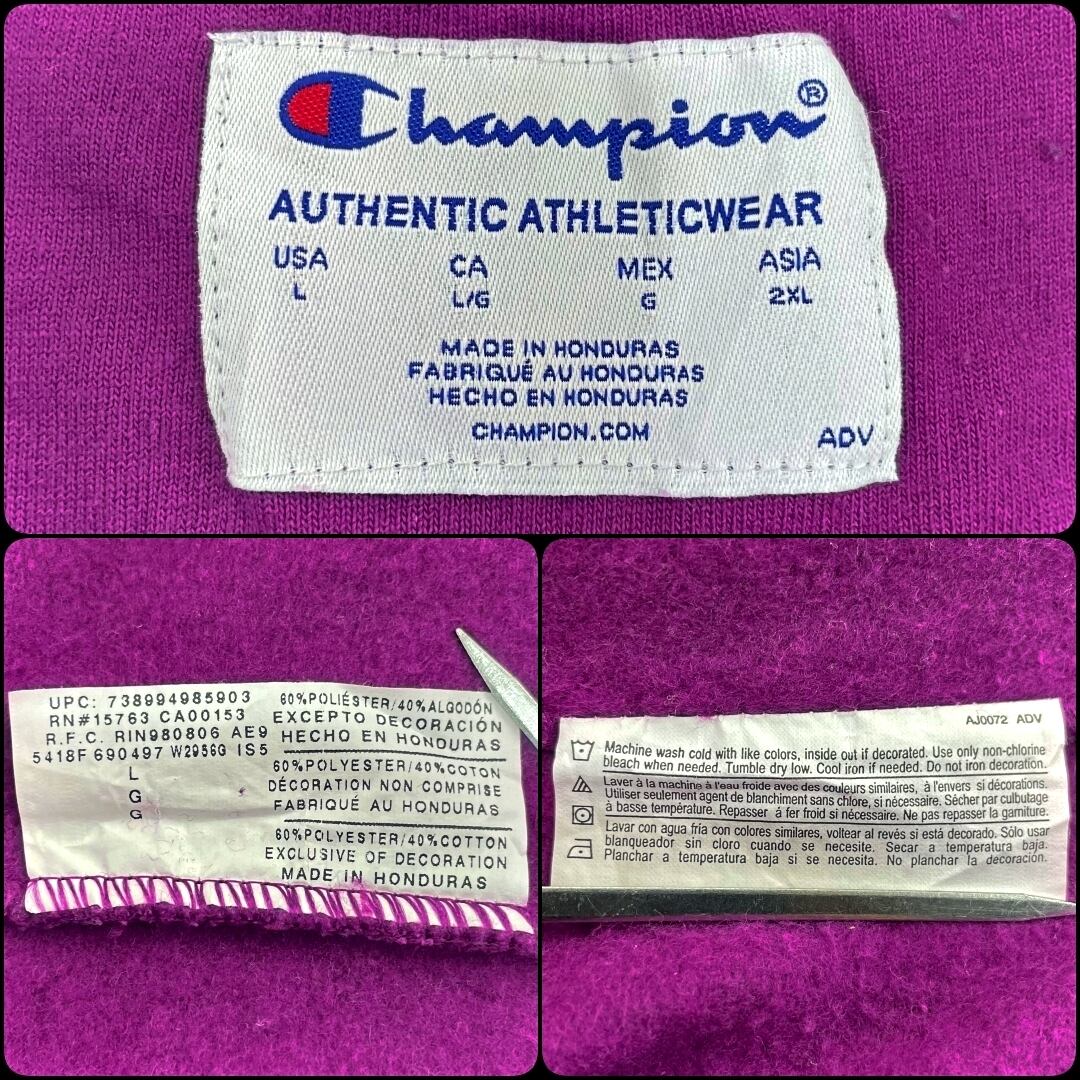 Champion®
AUTHENTIC ATHLETICWEAR
USA CA MEX ASIA
L L/G G 2XL
MADE IN HONDURAS
FABRIQUÉ AU HONDURAS
HECHO EN HONDURAS
CHAMPION.COM
ADV
UPC: 738994985903
RN#15763 CA00153
R.F.C. RIN980806 AE9
5418F 690497 W2956G IS5
L
G
G
60%POLIÉSTER/40%ALGODÓN
EXCEPTO DECORACIÓN
HECHO EN HONDURAS
60%POLYESTER/40%COTON
DÉCORATION NON COMPRISE
FABRIQUÉ AU HONDURAS
60%POLYESTER/40%COTTON
EXCLUSIVE OF DECORATION
MADE IN HONDURAS
AJ0072 ADV
Machine wash cold with like colors, inside out if decorated. Use only non-chlorine
bleach when needed. Tumble dry low. Cool iron if needed. Do not iron decoration.
Laver à la machine à l'eau froide avec des couleurs similaires, à l'envers si décorations.
Utiliser seulement agent de blanchiment sans chlore, si nécessaire. Sécher par culbutage
à basse température. Repasser á fer froid si nécessaire. Ne pas repasser la garniture.
Lavar con agua fría con colores similares, voltear al revés si está decorado. Sólo usar
blanqueador sin cloro cuando se necesite. Secar a temperatura baja.
Planchar a temperatura baja si se necesita. No planchar la decoración.